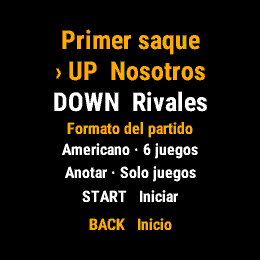 Primer saque
› UP Nosotros
DOWN Rivales
Formato del partido
Americano · 6 juegos
Anotar · Solo juegos
START Iniciar
BACK Inicio